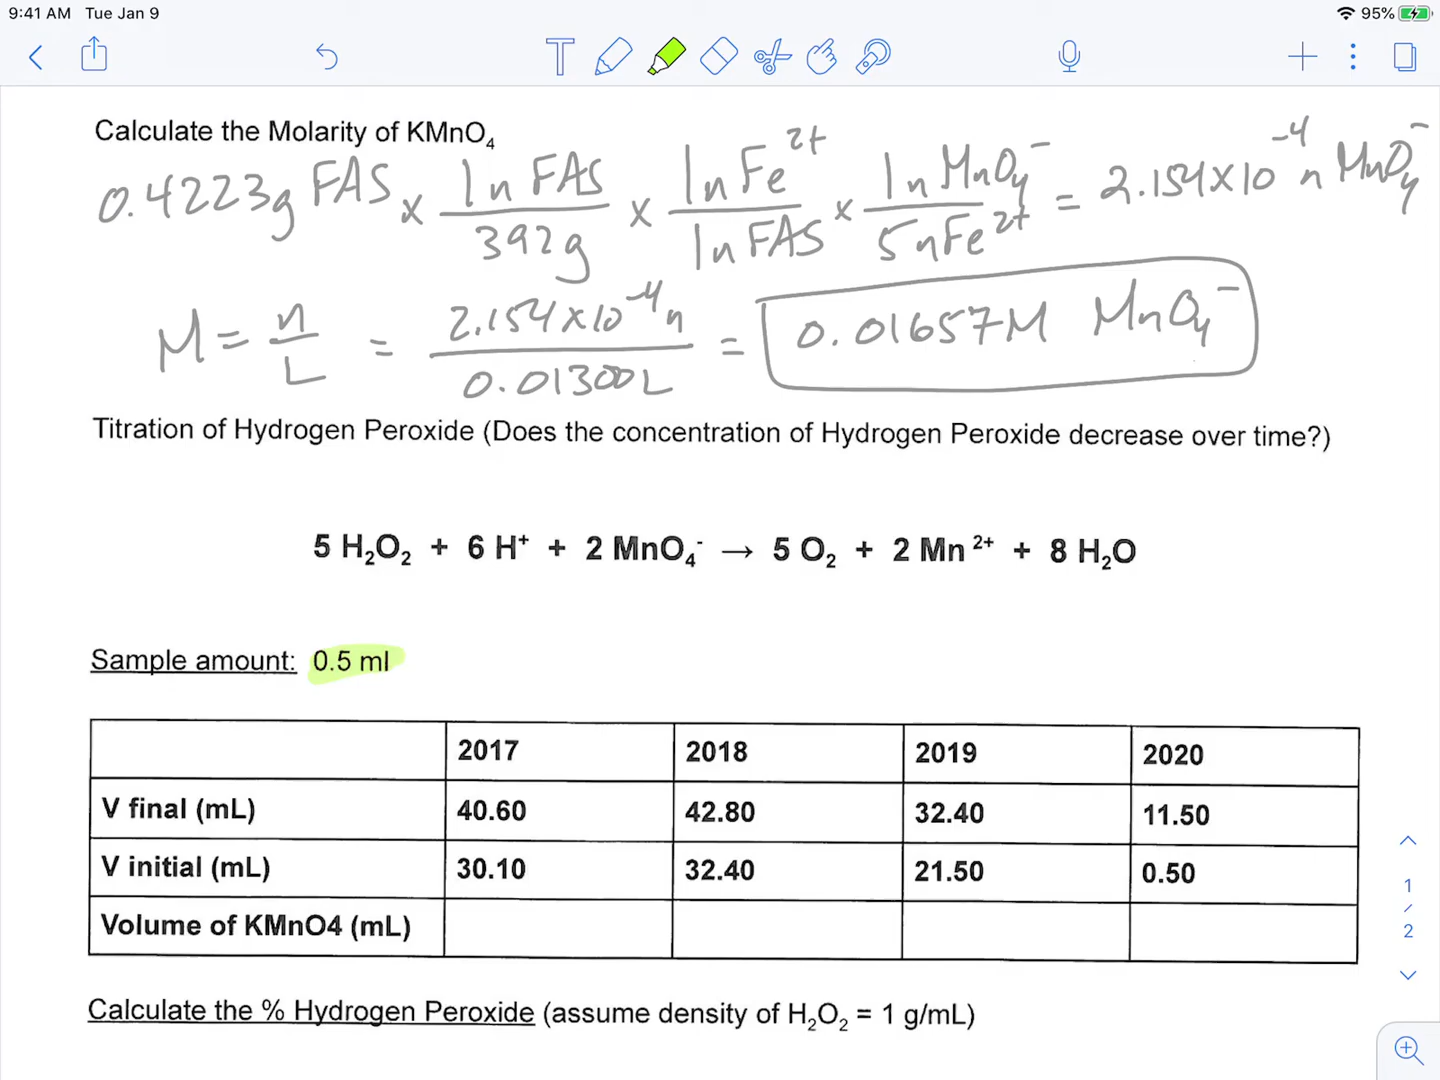 9:41 AM Tue Jan 9 95%
Calculate the Molarity of KMnO₄
0.4223g FAS x 1n FAS / 392g x 1n Fe²⁺ / 1n FAS x 1n MnO₄⁻ / 5n Fe²⁺ = 2.154x10⁻⁴ n MnO₄⁻
M = n / L = 2.154x10⁻⁴ n / 0.01300L = 0.01657M MnO₄⁻
Titration of Hydrogen Peroxide (Does the concentration of Hydrogen Peroxide decrease over time?)
5 H₂O₂ + 6 H⁺ + 2 MnO₄⁻ → 5 O₂ + 2 Mn ²⁺ + 8 H₂O
Sample amount: 0.5 ml
2017 2018 2019 2020
V final (mL) 40.60 42.80 32.40 11.50
V initial (mL) 30.10 32.40 21.50 0.50
Volume of KMnO4 (mL)
1 / 2
Calculate the % Hydrogen Peroxide (assume density of H₂O₂ = 1 g/mL)